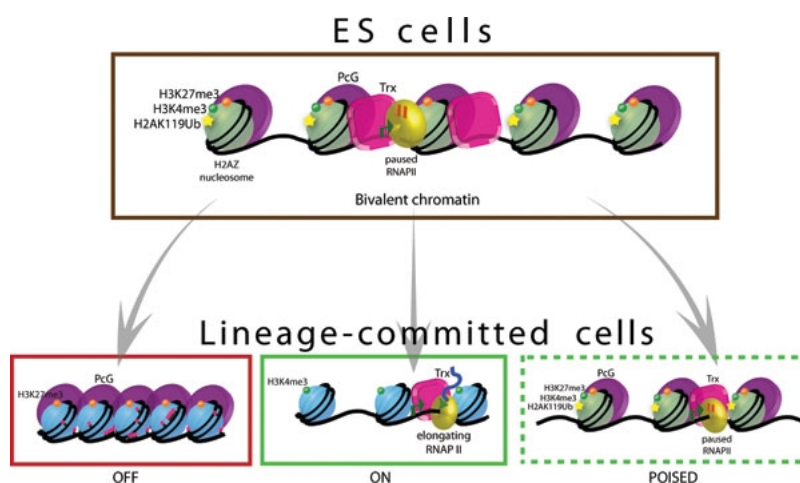 ES cells
PcG
Trx
H3K27me3
H3K4me3
H2AK119Ub
H2AZ
nucleosome
paused
RNAPII
Bivalent chromatin
Lineage-committed cells
PcG
H3K27me3
OFF
H3K4me3
Trx
elongating
RNAP II
ON
PcG
Trx
H3K27me3
H3K4me3
H2AK119Ub
paused
RNAPII
POISED